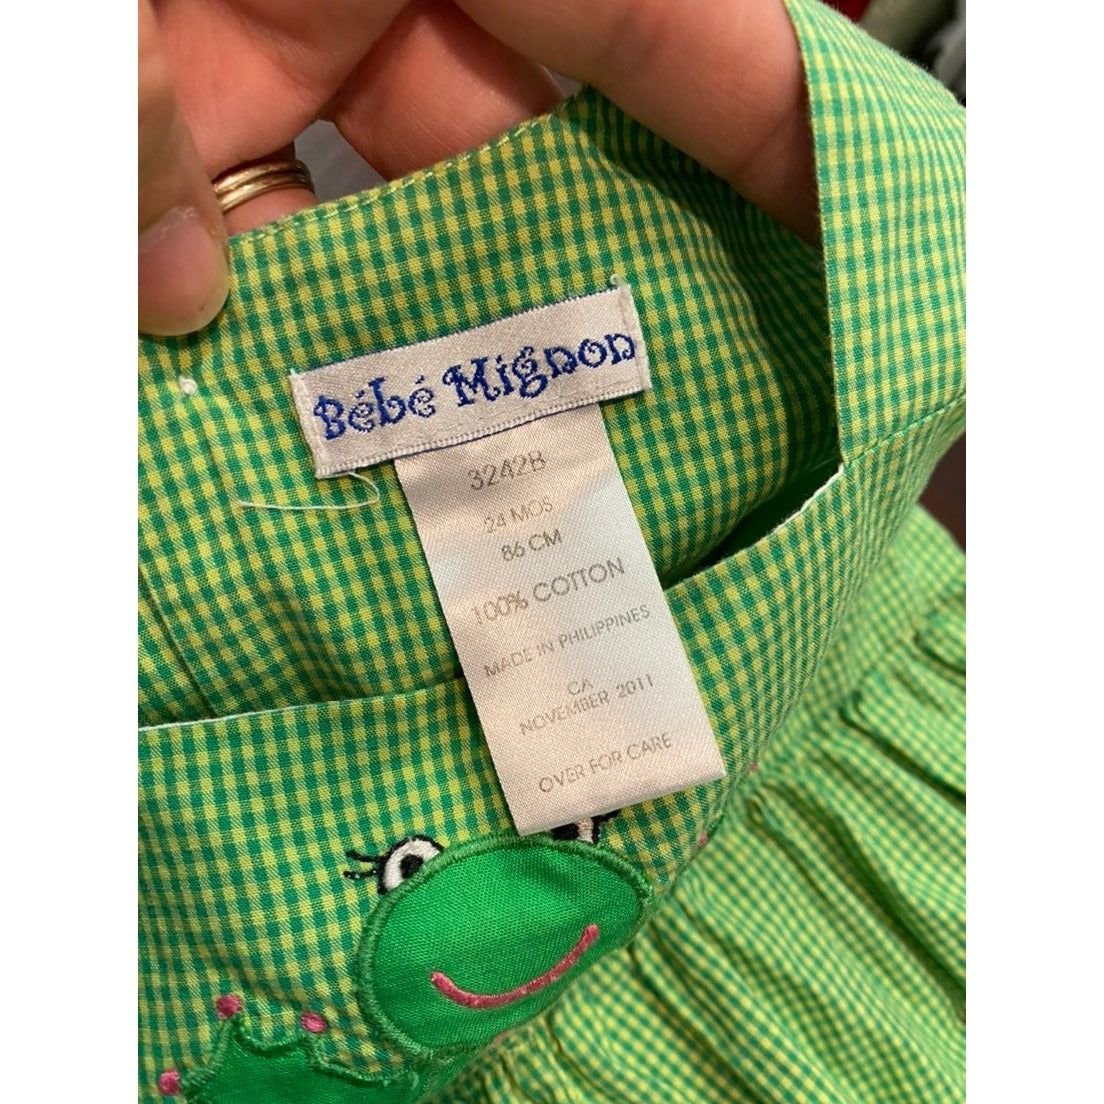 Bébé Mignon
3242B
24 MOS
86 CM
100% COTTON
MADE IN PHILIPPINES
CA
NOVEMBER 2011
OVER FOR CARE